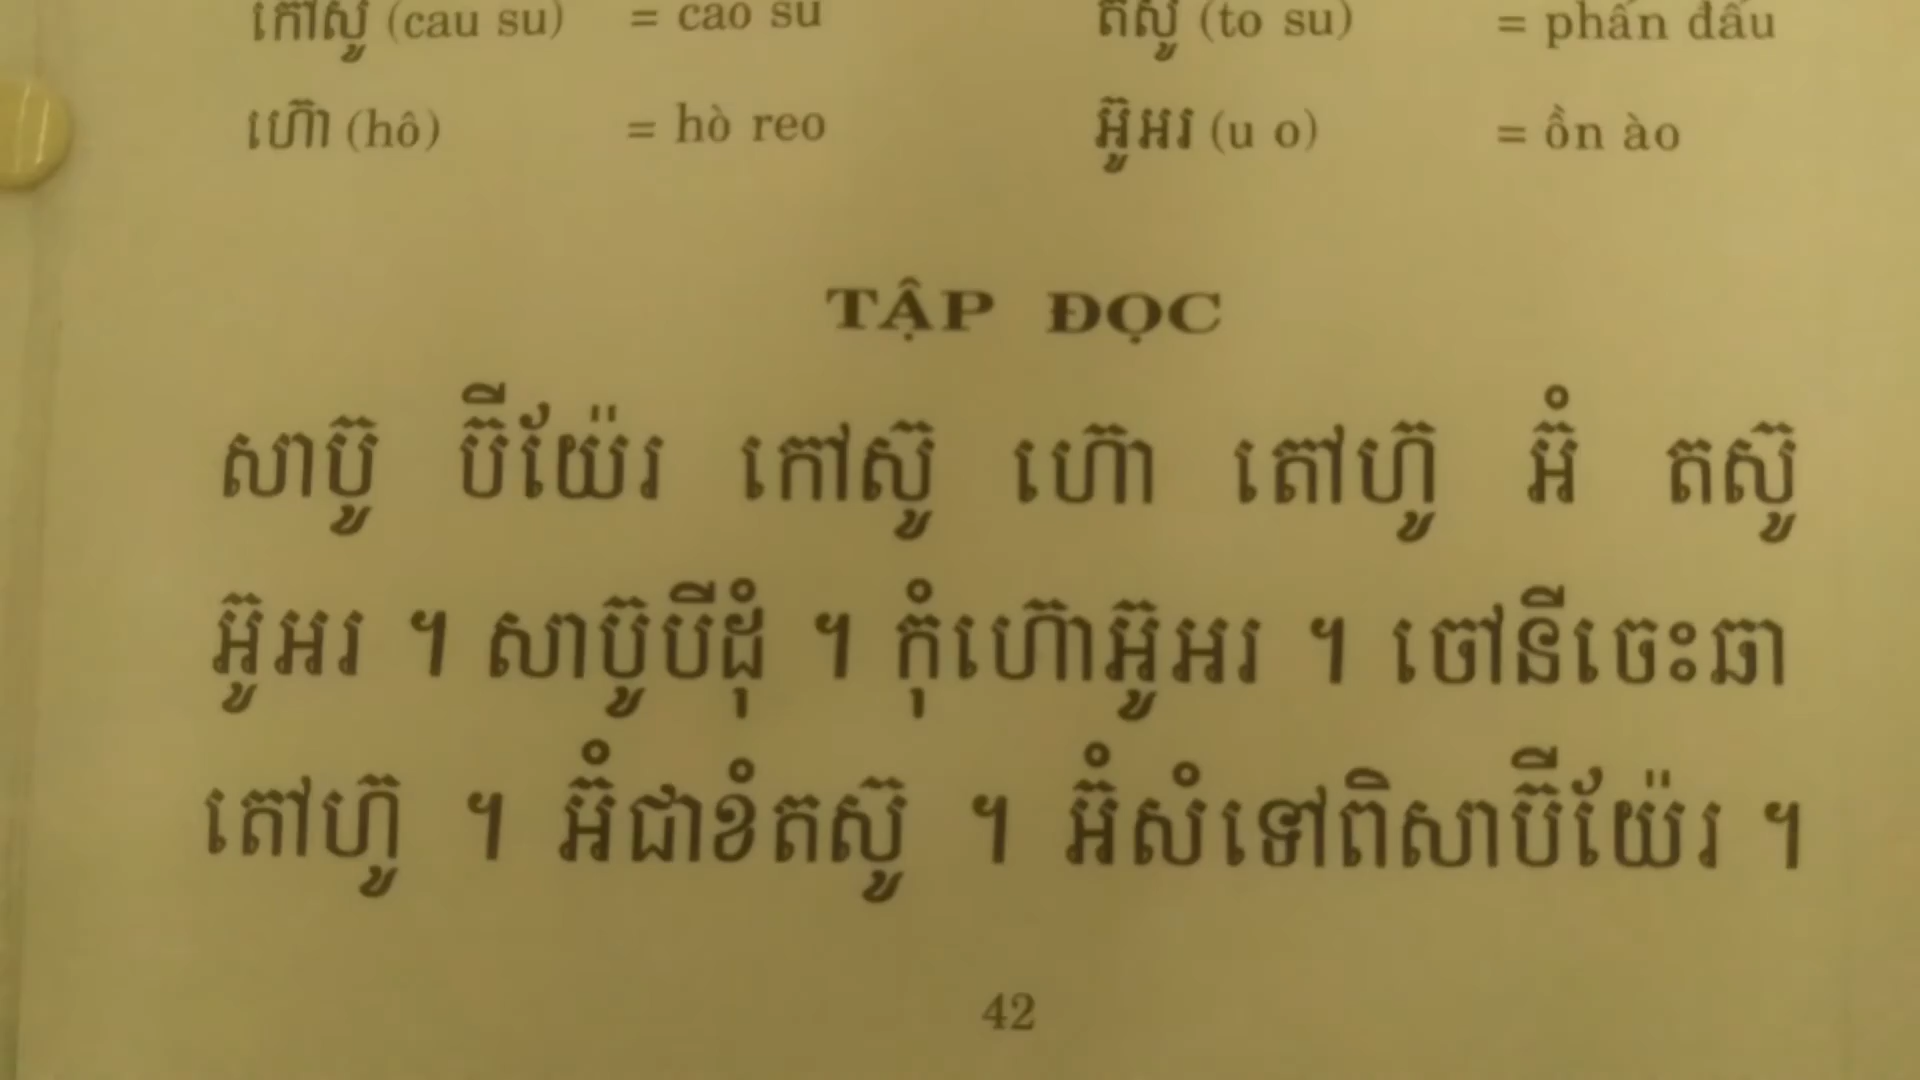 កៅស៊ូ (cau su) = cao su តស៊ូ (to su) = phấn đấu
ហ៊ោ (hô) = hò reo អ៊ូអរ (u o) = ồn ào
TẬP ĐỌC
សាប៊ូ ប៊ីយ៉ែរ កៅស៊ូ ហ៊ោ តៅហ៊ូ អ៊ំ តស៊ូ
អ៊ូអរ ។ សាប៊ូបីដុំ ។ កុំហ៊ោអ៊ូអរ ។ ចៅនីចេះឆា
តៅហ៊ូ ។ អ៊ំជាខំតស៊ូ ។ អ៊ំសំទៅពិសាប៊ីយ៉ែរ ។
42